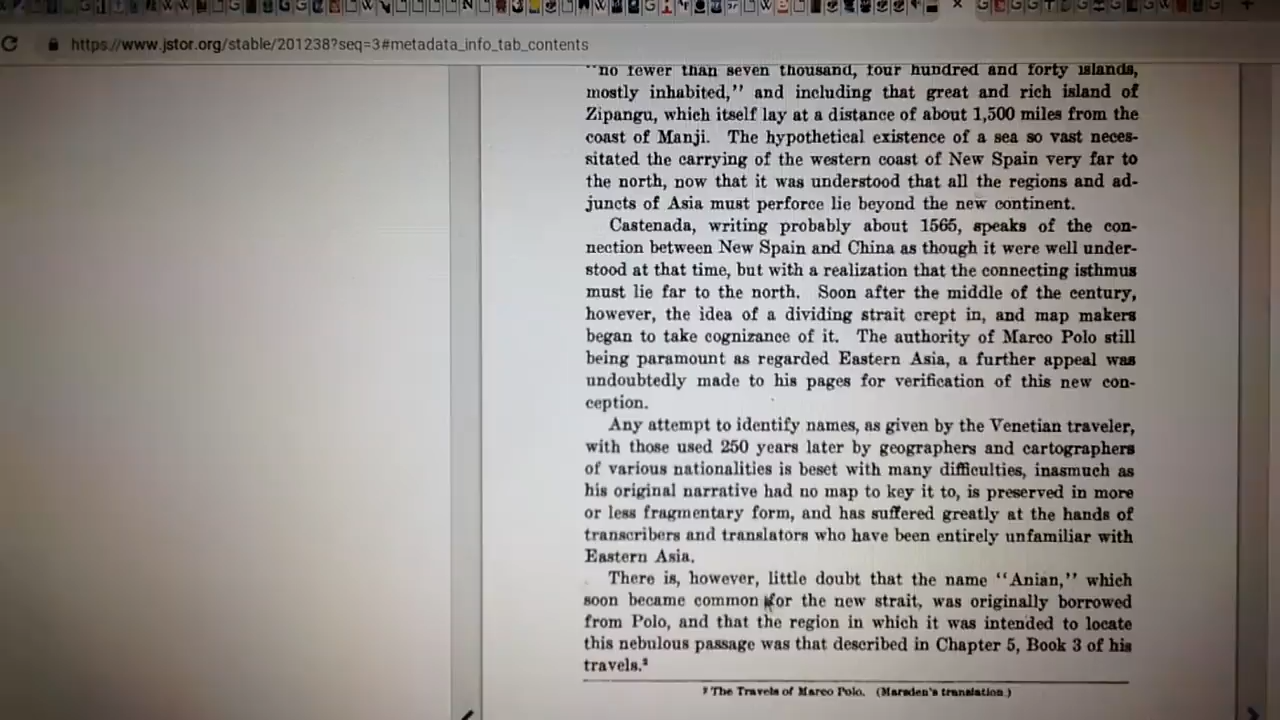 https://www.jstor.org/stable/201238?seq=3#metadata_info_tab_contents
"no fewer than seven thousand, four hundred and forty islands,
mostly inhabited," and including that great and rich island of
Zipangu, which itself lay at a distance of about 1,500 miles from the
coast of Manji. The hypothetical existence of a sea so vast neces-
sitated the carrying of the western coast of New Spain very far to
the north, now that it was understood that all the regions and ad-
juncts of Asia must perforce lie beyond the new continent.
Castenada, writing probably about 1565, speaks of the con-
nection between New Spain and China as though it were well under-
stood at that time, but with a realization that the connecting isthmus
must lie far to the north. Soon after the middle of the century,
however, the idea of a dividing strait crept in, and map makers
began to take cognizance of it. The authority of Marco Polo still
being paramount as regarded Eastern Asia, a further appeal was
undoubtedly made to his pages for verification of this new con-
ception.
Any attempt to identify names, as given by the Venetian traveler,
with those used 250 years later by geographers and cartographers
of various nationalities is beset with many difficulties, inasmuch as
his original narrative had no map to key it to, is preserved in more
or less fragmentary form, and has suffered greatly at the hands of
transcribers and translators who have been entirely unfamiliar with
Eastern Asia.
There is, however, little doubt that the name "Anian," which
soon became common for the new strait, was originally borrowed
from Polo, and that the region in which it was intended to locate
this nebulous passage was that described in Chapter 5, Book 3 of his
travels.²
² The Travels of Marco Polo. (Marsden's translation.)